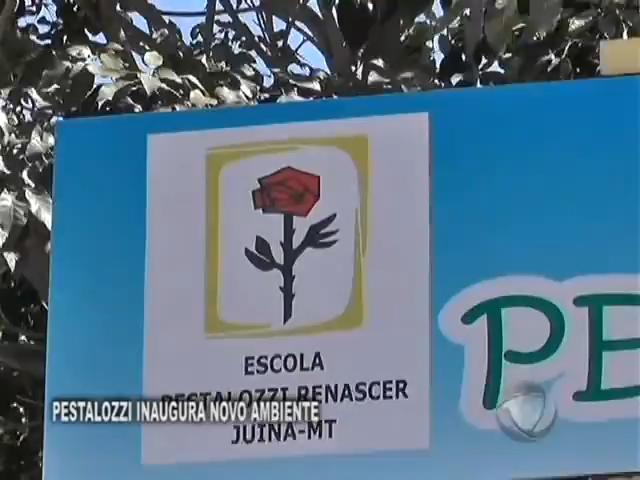 ESCOLA
PESTALOZZI RENASCER
JUINA-MT
PE
PESTALOZZI INAUGURA NOVO AMBIENTE